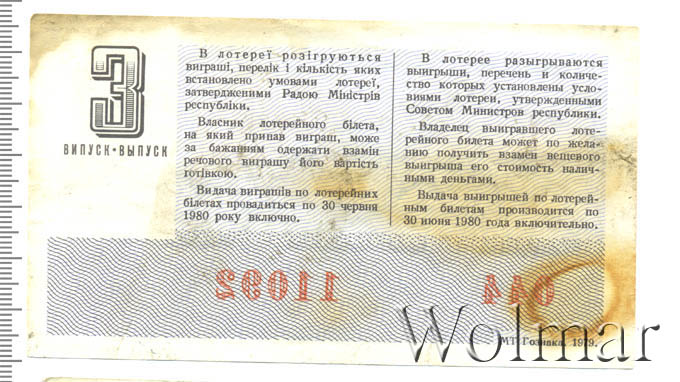 3
ВИПУСК • ВЫПУСК
В лотереї розігруються
виграші, перелік і кількість яких
встановлено умовами лотереї,
затвердженими Радою Міністрів
республіки.
Власник лотерейного білета,
на який припав виграш, може
за бажанням одержати взамін
речового виграшу його вартість
готівкою.
Видача виграшів по лотерейних
білетах провадиться по 30 червня
1980 року включно.
В лотерее разыгрываются
выигрыши, перечень и количе-
ство которых установлены усло-
виями лотереи, утвержденными
Советом Министров республики.
Владелец выигравшего лоте-
рейного билета может по жела-
нию получить взамен вещевого
выигрыша его стоимость налич-
ными деньгами.
Выдача выигрышей по лотерей-
ным билетам производится по
30 июня 1980 года включительно.
11092 044
МТ Гознака. 1979.
Wolmar